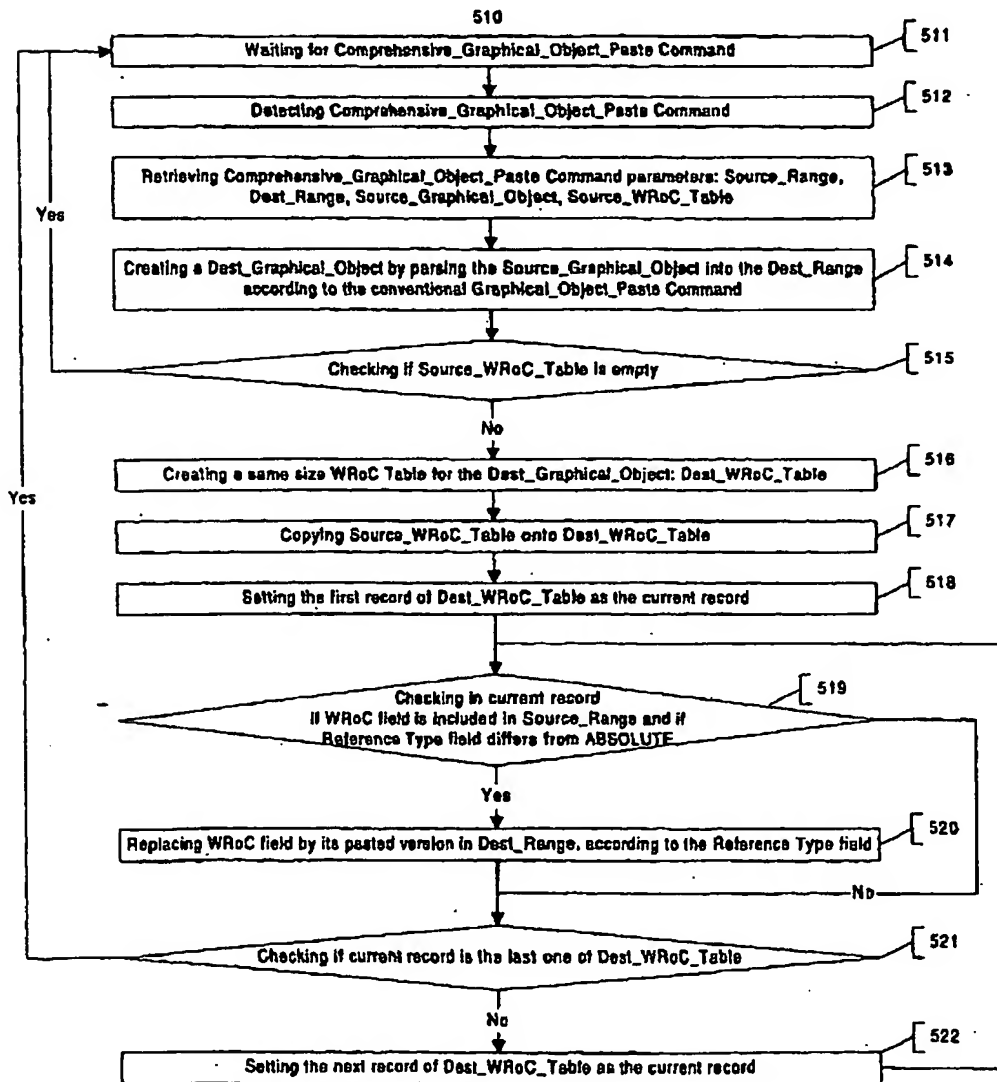 510
Waiting for Comprehensive_Graphical_Object_Paste Command
511
Detecting Comprehensive_Graphical_Object_Paste Command
512
Retrieving Comprehensive_Graphical_Object_Paste Command parameters: Source_Range,
Dest_Range, Source_Graphical_Object, Source_WRoC_Table
513
Yes
Creating a Dest_Graphical_Object by parsing the Source_Graphical_Object into the Dest_Range
according to the conventional Graphical_Object_Paste Command
514
Checking if Source_WRoC_Table is empty
515
No
Creating a same size WRoC Table for the Dest_Graphical_Object: Dest_WRoC_Table
516
Yes
Copying Source_WRoC_Table onto Dest_WRoC_Table
517
Setting the first record of Dest_WRoC_Table as the current record
518
Checking in current record
If WRoC field is included in Source_Range and if
Reference Type field differs from ABSOLUTE
519
Yes
Replacing WRoC field by its pasted version in Dest_Range, according to the Reference Type field
520
No
Checking if current record is the last one of Dest_WRoC_Table
521
No
Setting the next record of Dest_WRoC_Table as the current record
522